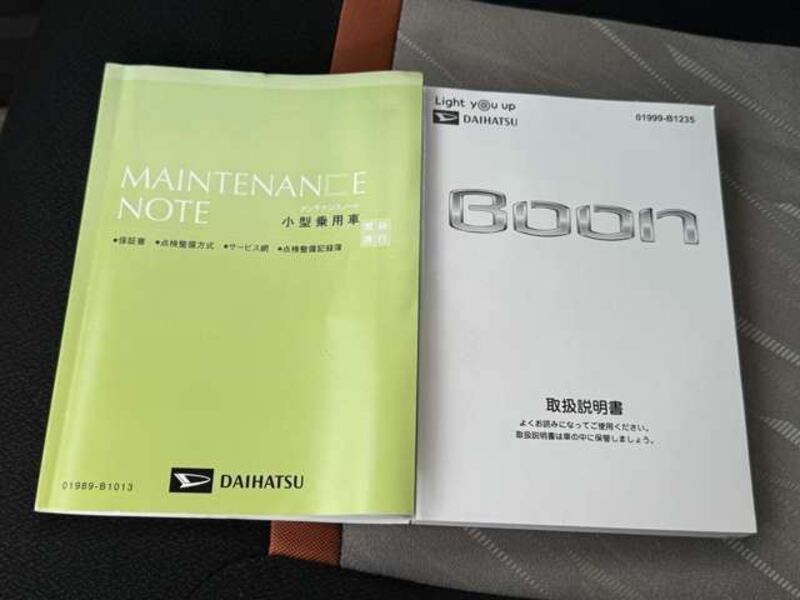 MAINTENANCE
NOTE
メンテナンスノート
小型乗用車
●保証書 ●点検整備方式 ●サービス網 ●点検整備記録簿
01989-B1013
DAIHATSU
Light you up
DAIHATSU
01999-B1235
Boon
取扱説明書
よくお読みになってご使用ください。
取扱説明書は車の中に保管しましょう。